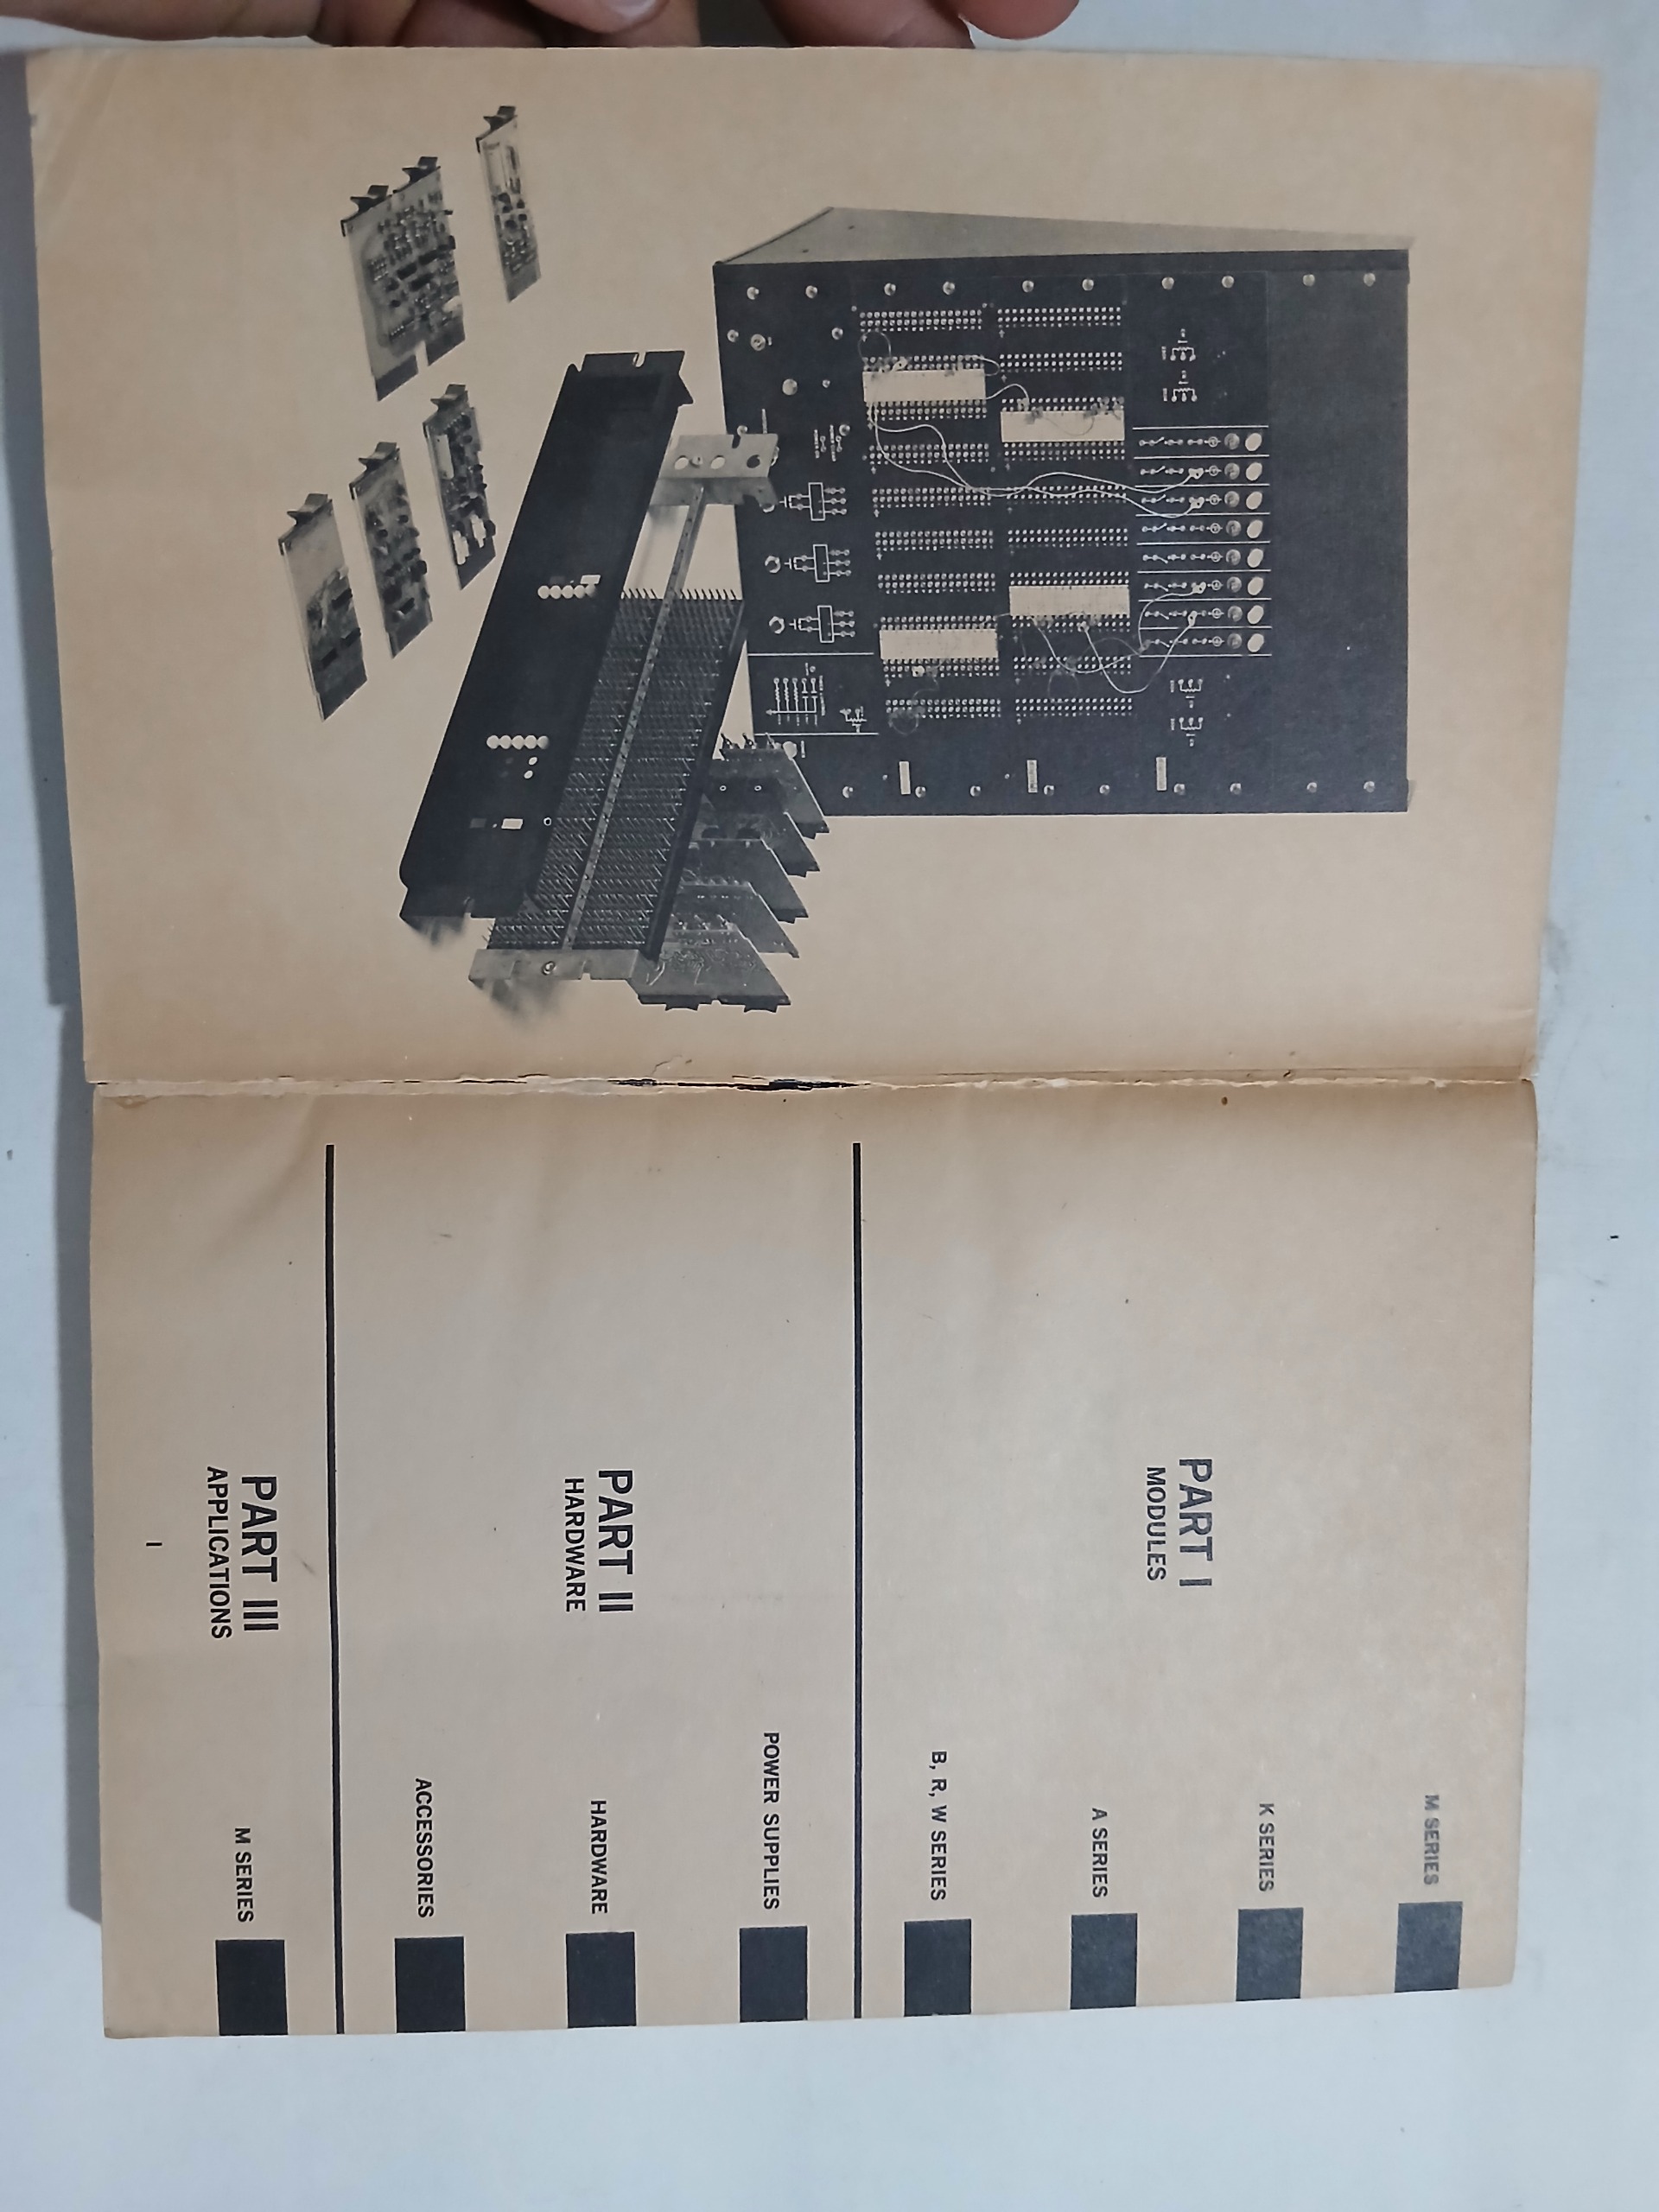 M SERIES
K SERIES
PART I
MODULES
A SERIES
B, R, W SERIES
POWER SUPPLIES
PART II
HARDWARE
HARDWARE
ACCESSORIES
PART III
APPLICATIONS
M SERIES
I